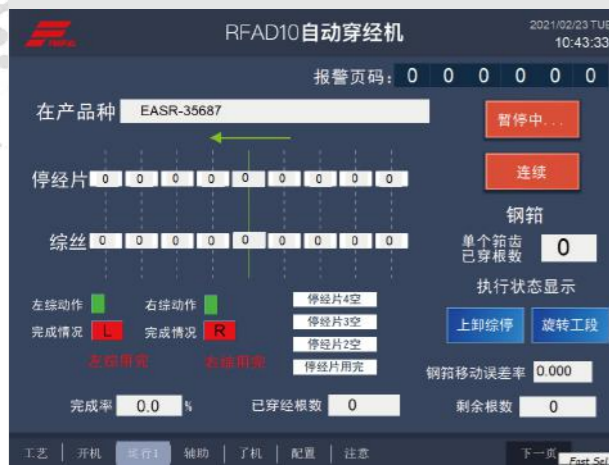 RFAD10自动穿经机
2021/02/23 TUE
10:43:33
报警页码: 0 0 0 0 0 0
在产品种 EASR-35687
暂停中...
停经片 0 0 0 0 0 0 0 0 0
连续
钢筘
综丝 0 0 0 0 0 0 0 0 0
单个筘齿
已穿根数 0
执行状态显示
左综动作 右综动作
停经片4空
完成情况 L 完成情况 R
停经片3空
上卸综停 旋转工段
停经片2空
左综用完 右综用完
停经片用完
钢筘移动误差率 0.000
完成率 0.0 %
已穿经根数 0
剩余根数 0
工艺 开机 运行1 辅助 了机 配置 注意 下一页